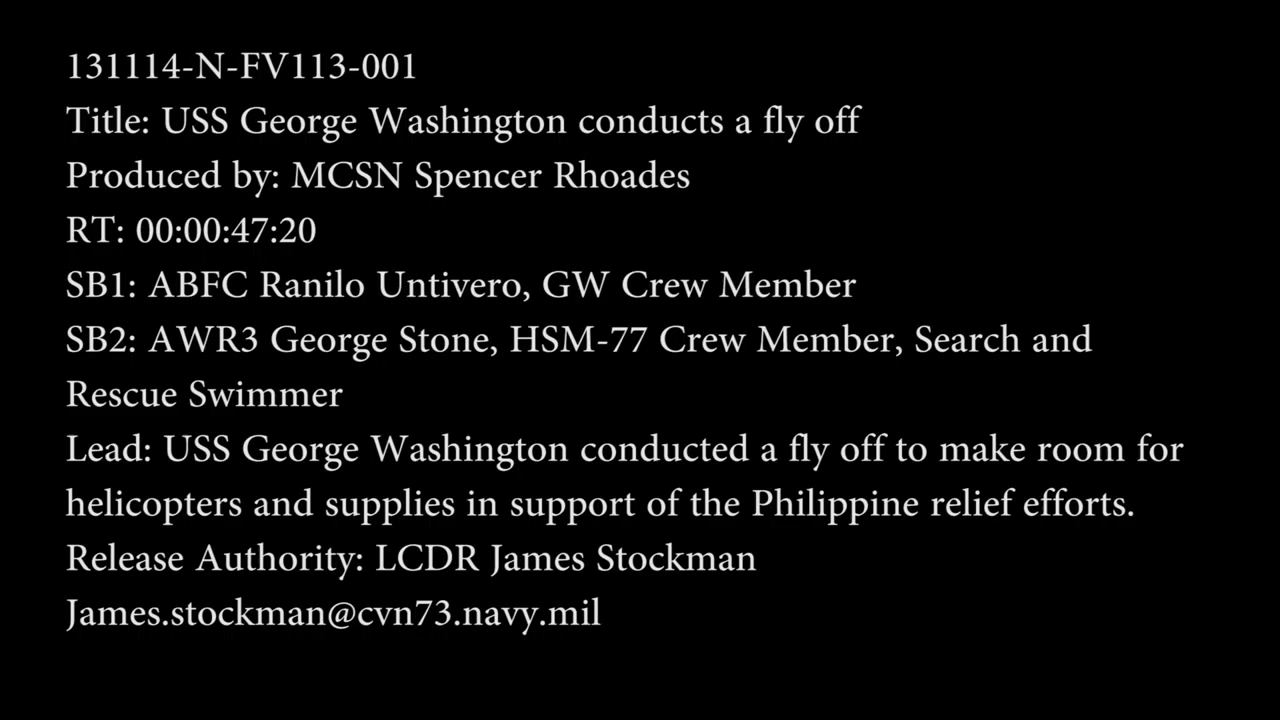 131114-N-FV113-001
Title: USS George Washington conducts a fly off
Produced by: MCSN Spencer Rhoades
RT: 00:00:47:20
SB1: ABFC Ranilo Untivero, GW Crew Member
SB2: AWR3 George Stone, HSM-77 Crew Member, Search and
Rescue Swimmer
Lead: USS George Washington conducted a fly off to make room for
helicopters and supplies in support of the Philippine relief efforts.
Release Authority: LCDR James Stockman
James.stockman@cvn73.navy.mil